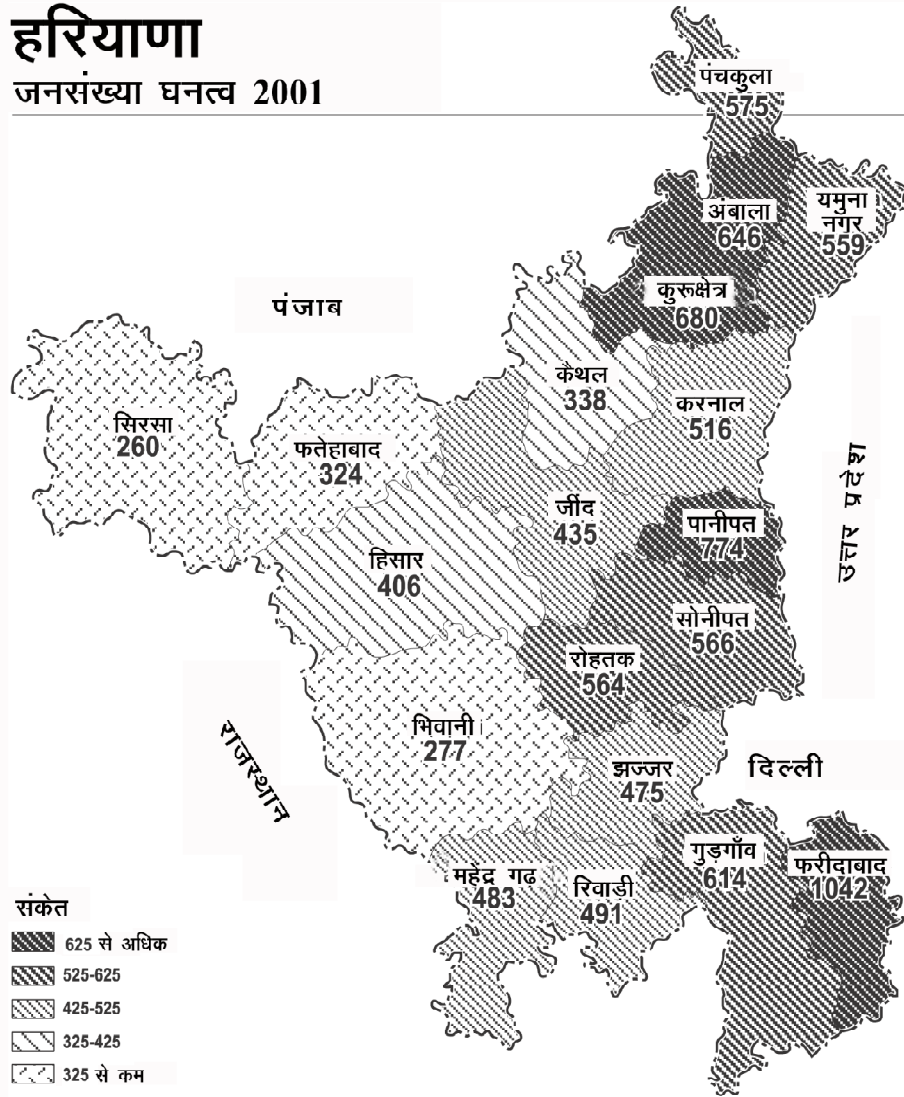 हरियाणा
जनसंख्या घनत्व 2001
पंचकुला
575
अंबाला
646
यमुना
नगर
559
कुरूक्षेत्र
680
पंजाब
कैथल
338
करनाल
516
सिरसा
260
फतेहाबाद
324
उत्तार प्रदेश
जींद
435
पानीपत
774
हिसार
406
सोनीपत
566
रोहतक
564
भिवानी
277
राजस्थान
झज्जर
475
दिल्ली
गुड़गाँव
614
फरीदाबाद
1042
महेंद्र गढ
483
रिवाडी
491
संकेत
625 से अधिक
525-625
425-525
325-425
325 से कम